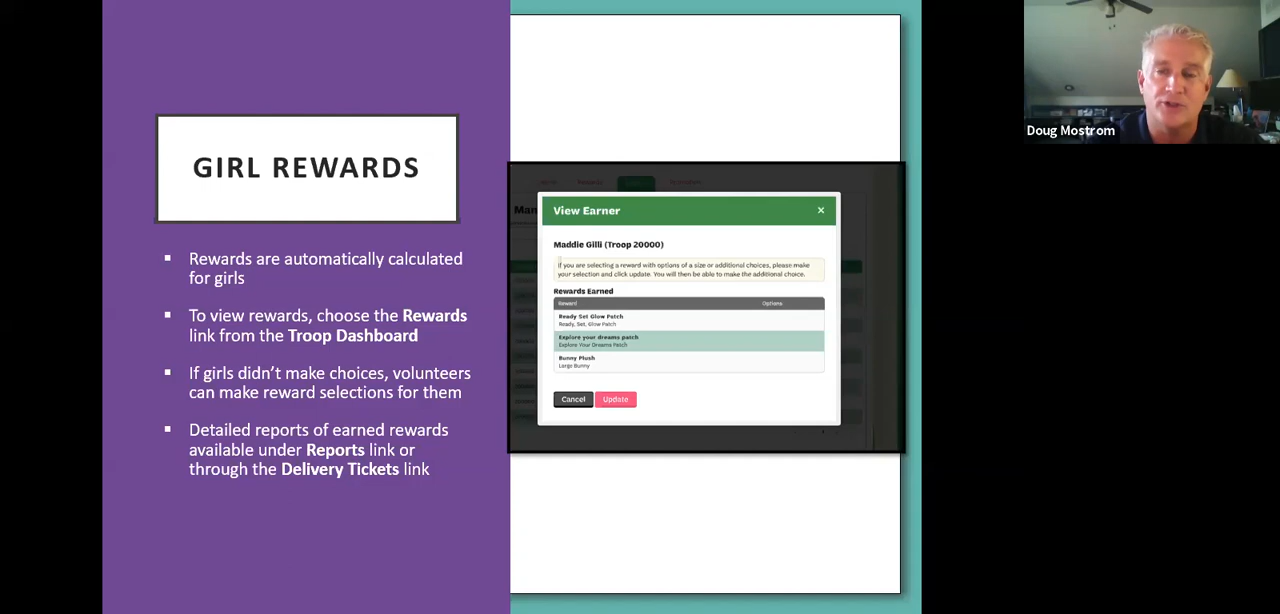 GIRL REWARDS
▪ Rewards are automatically calculated
for girls
▪ To view rewards, choose the Rewards
link from the Troop Dashboard
▪ If girls didn't make choices, volunteers
can make reward selections for them
▪ Detailed reports of earned rewards
available under Reports link or
through the Delivery Tickets link
Man
View Earner ×
Maddie Gilli (Troop 20000)
If you are selecting a reward with options of a size or additional choices, please make
your selection and click update. You will then be able to make the additional choice.
Rewards Earned
Reward Options
Ready Set Glow Patch
Ready, Set, Glow Patch
Explore your dreams patch
Explore Your Dreams Patch
Bunny Plush
Large Bunny
Cancel Update
Doug Mostrom